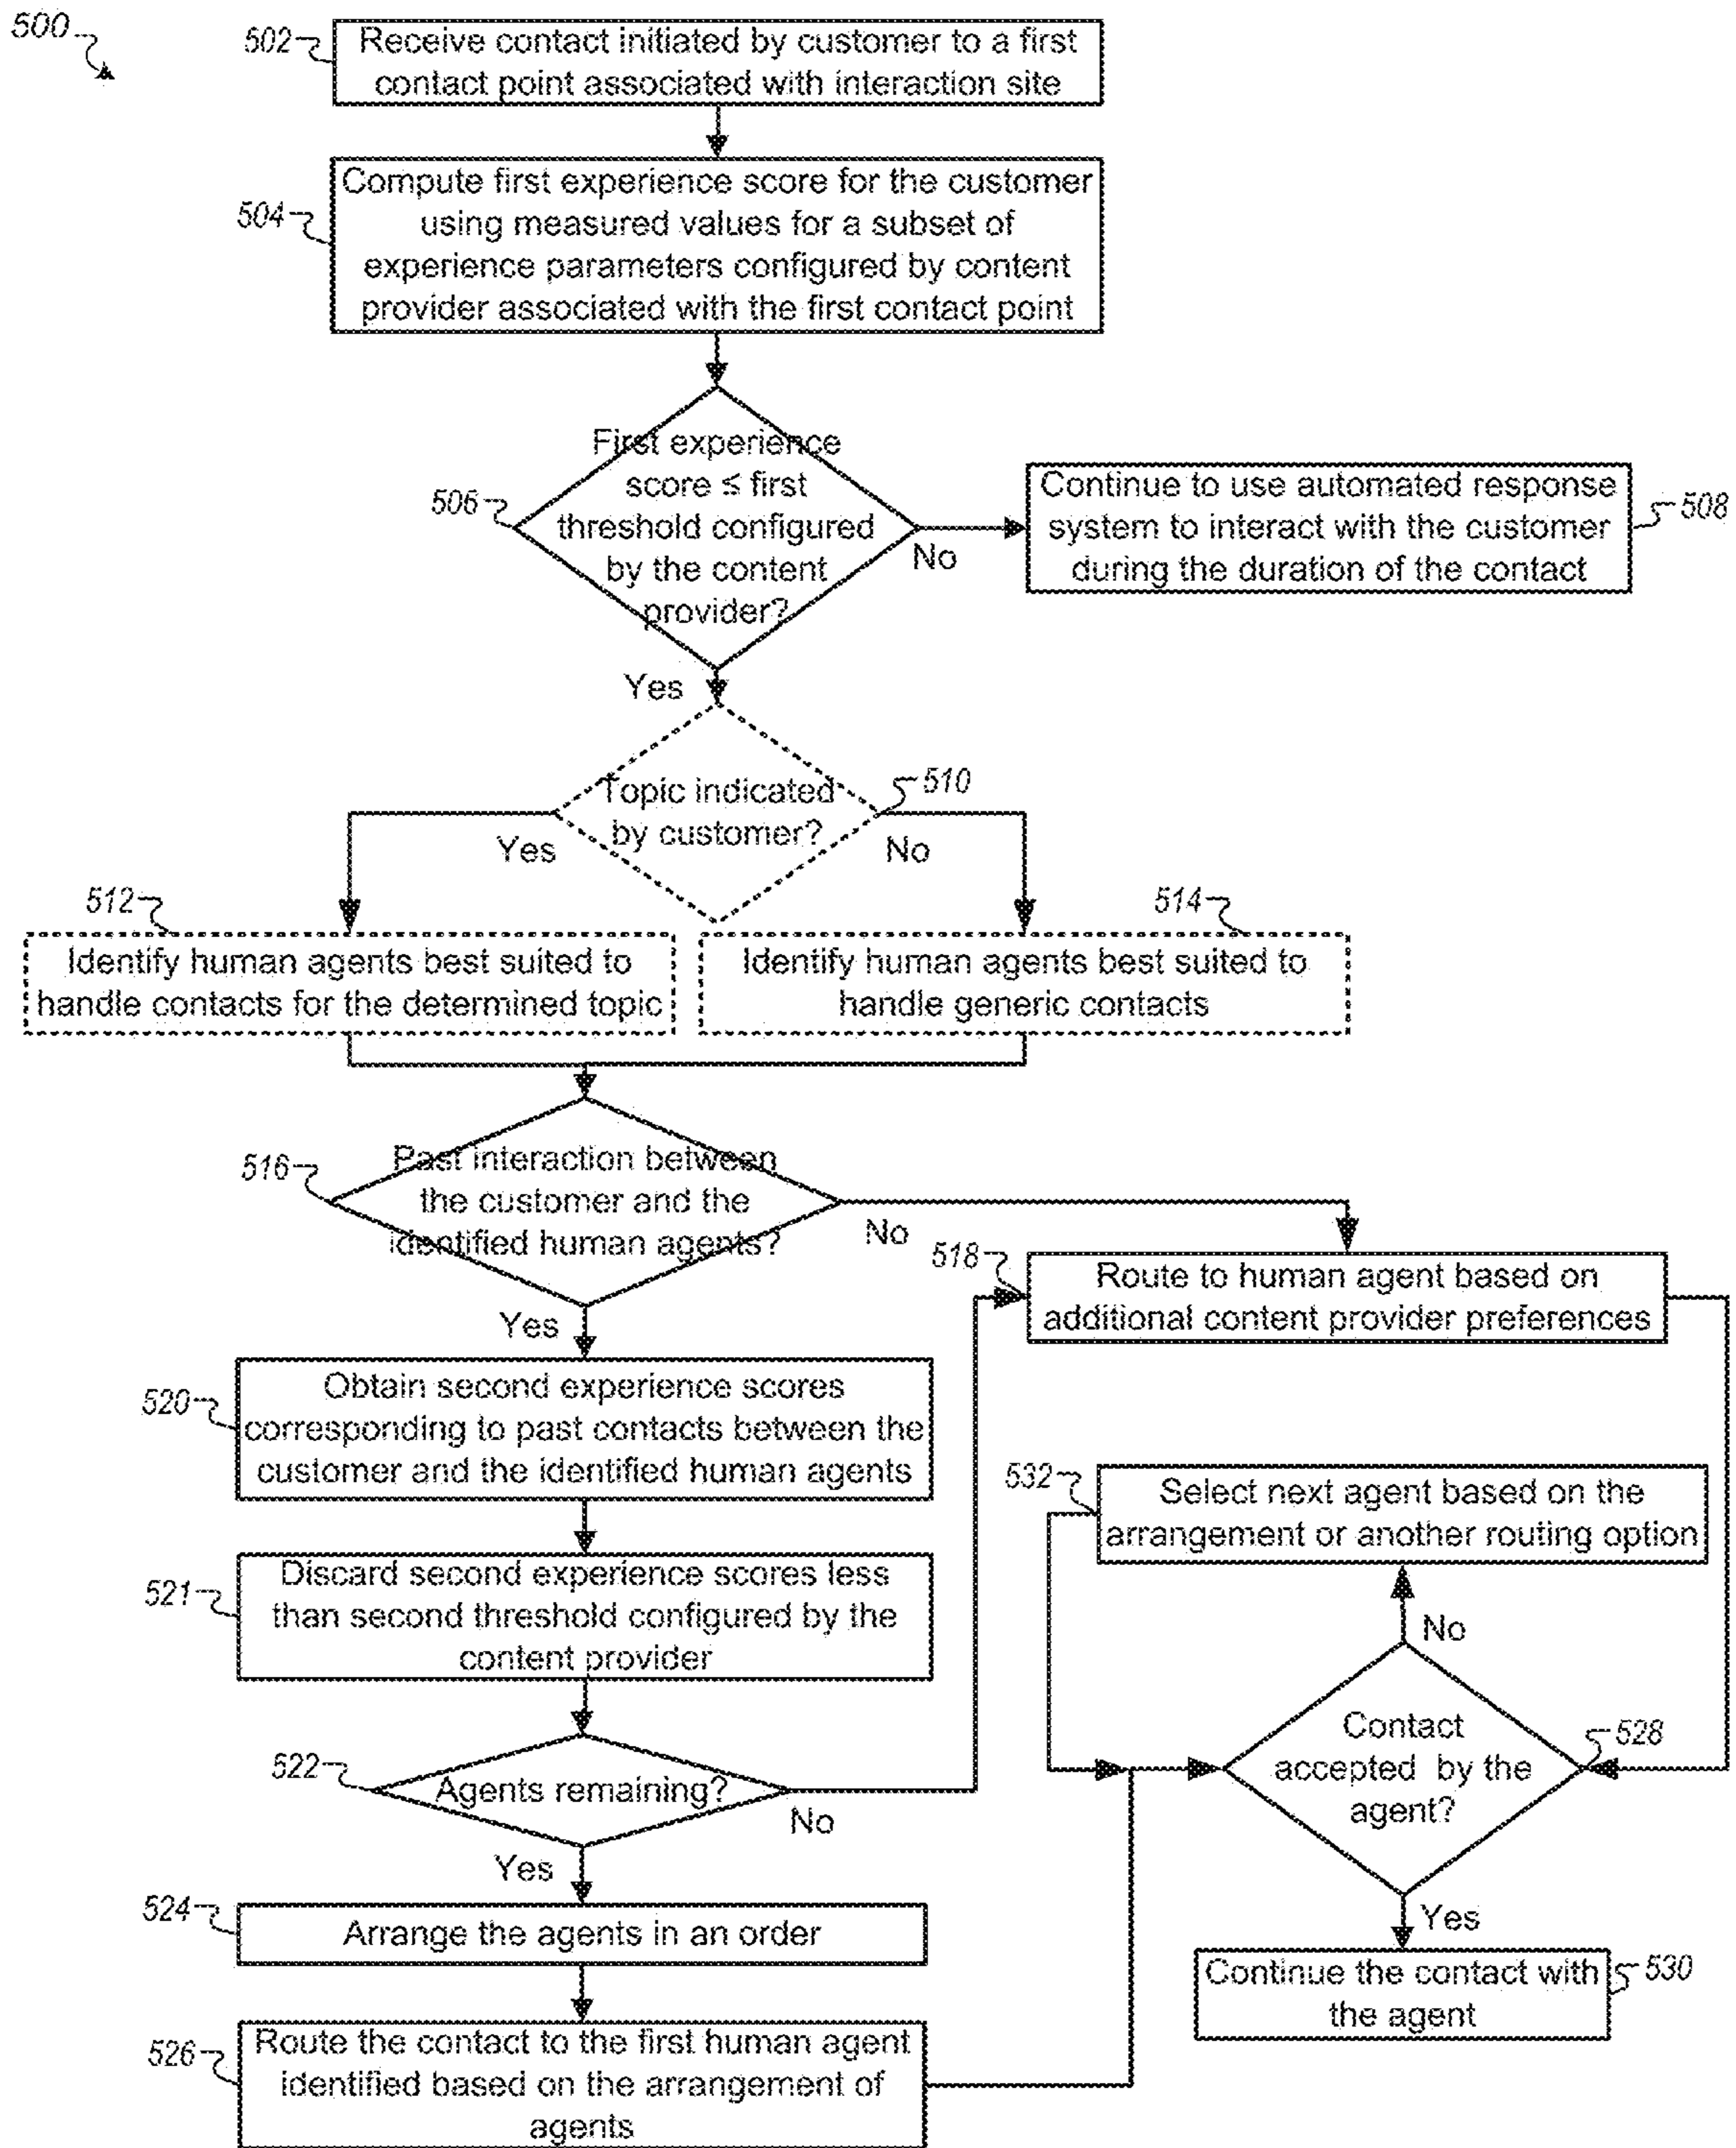 500
502
Receive contact initiated by customer to a first
contact point associated with interaction site
504
Compute first experience score for the customer
using measured values for a subset of
experience parameters configured by content
provider associated with the first contact point
506
First experience
score ≤ first
threshold configured
by the content
provider?
No
Continue to use automated response
system to interact with the customer
during the duration of the contact
508
Yes
Topic indicated
by customer?
510
Yes
No
512
Identify human agents best suited to
handle contacts for the determined topic
514
Identify human agents best suited to
handle generic contacts
516
Past interaction between
the customer and the
identified human agents?
No
Yes
518
Route to human agent based on
additional content provider preferences
520
Obtain second experience scores
corresponding to past contacts between the
customer and the identified human agents
532
Select next agent based on the
arrangement or another routing option
521
Discard second experience scores less
than second threshold configured by the
content provider
No
522
Agents remaining?
No
Yes
Contact
accepted by the
agent?
528
Yes
524
Arrange the agents in an order
Continue the contact with
the agent
530
526
Route the contact to the first human agent
identified based on the arrangement of
agents